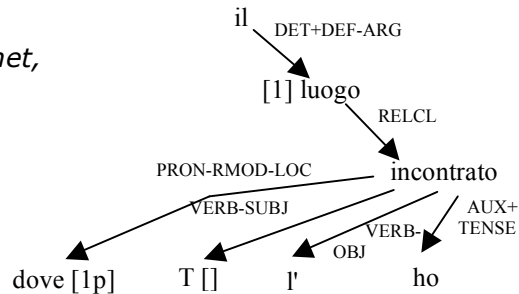 il
DET+DEF-ARG
net,
[1] luogo
RELCL
PRON-RMOD-LOC
incontrato
VERB-SUBJ
VERB-
OBJ
AUX+
TENSE
dove [1p]
T []
l'
ho